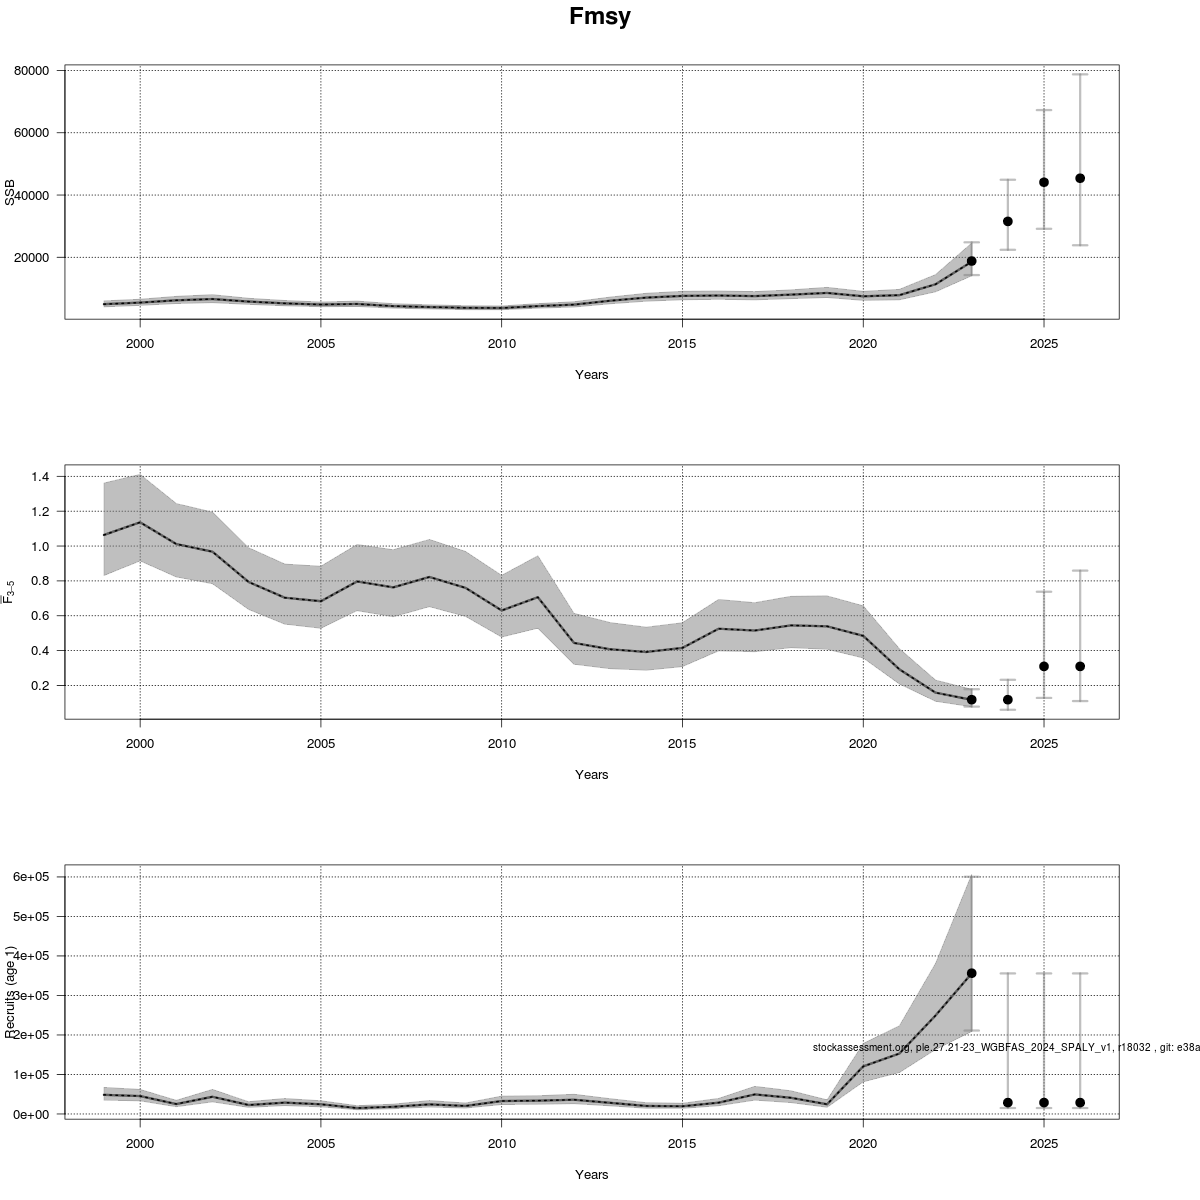 Fmsy
80000
60000
40000
20000
SSB
2000 2005 2010 2015 2020 2025
Years
1.4
1.2
1.0
0.8
0.6
0.4
0.2
F3−5
2000 2005 2010 2015 2020 2025
Years
6e+05
5e+05
4e+05
3e+05
2e+05
1e+05
0e+00
Recruits (age 1)
stockassessment.org, ple.27.21-23_WGBFAS_2024_SPALY_v1, r18032 , git: e38a
2000 2005 2010 2015 2020 2025
Years